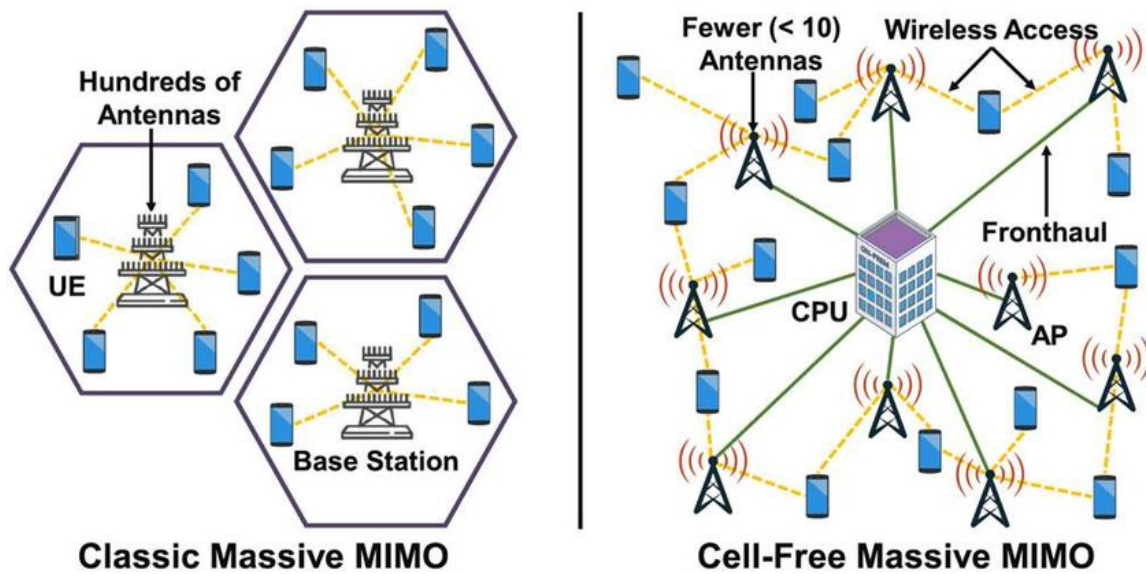 Hundreds of
Antennas
UE
Base Station
Classic Massive MIMO
Fewer (< 10)
Antennas
Wireless Access
Fronthaul
CPU
AP
Cell-Free Massive MIMO